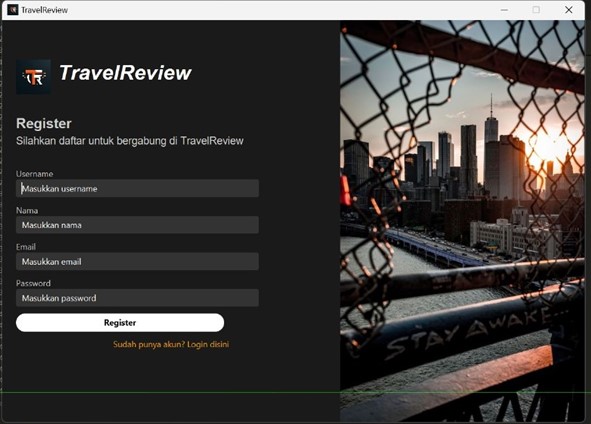 TravelReview
TR
TravelReview
Register
Silahkan daftar untuk bergabung di TravelReview
Username
Masukkan username
Nama
Masukkan nama
Email
Masukkan email
Password
Masukkan password
Register
Sudah punya akun? Login disini
STAY AWAKE